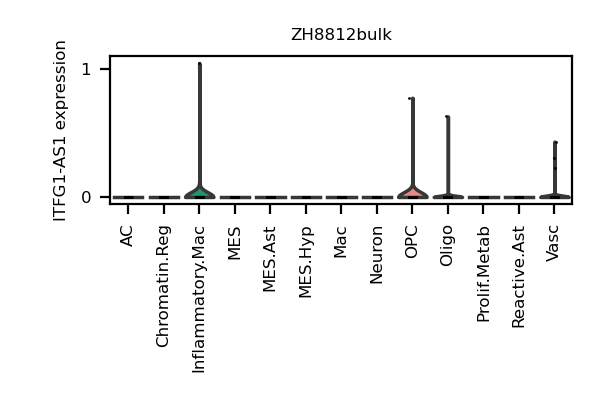 ZH8812bulk
ITFG1-AS1 expression
1
0
AC
Chromatin.Reg
Inflammatory.Mac
MES
MES.Ast
MES.Hyp
Mac
Neuron
OPC
Oligo
Prolif.Metab
Reactive.Ast
Vasc